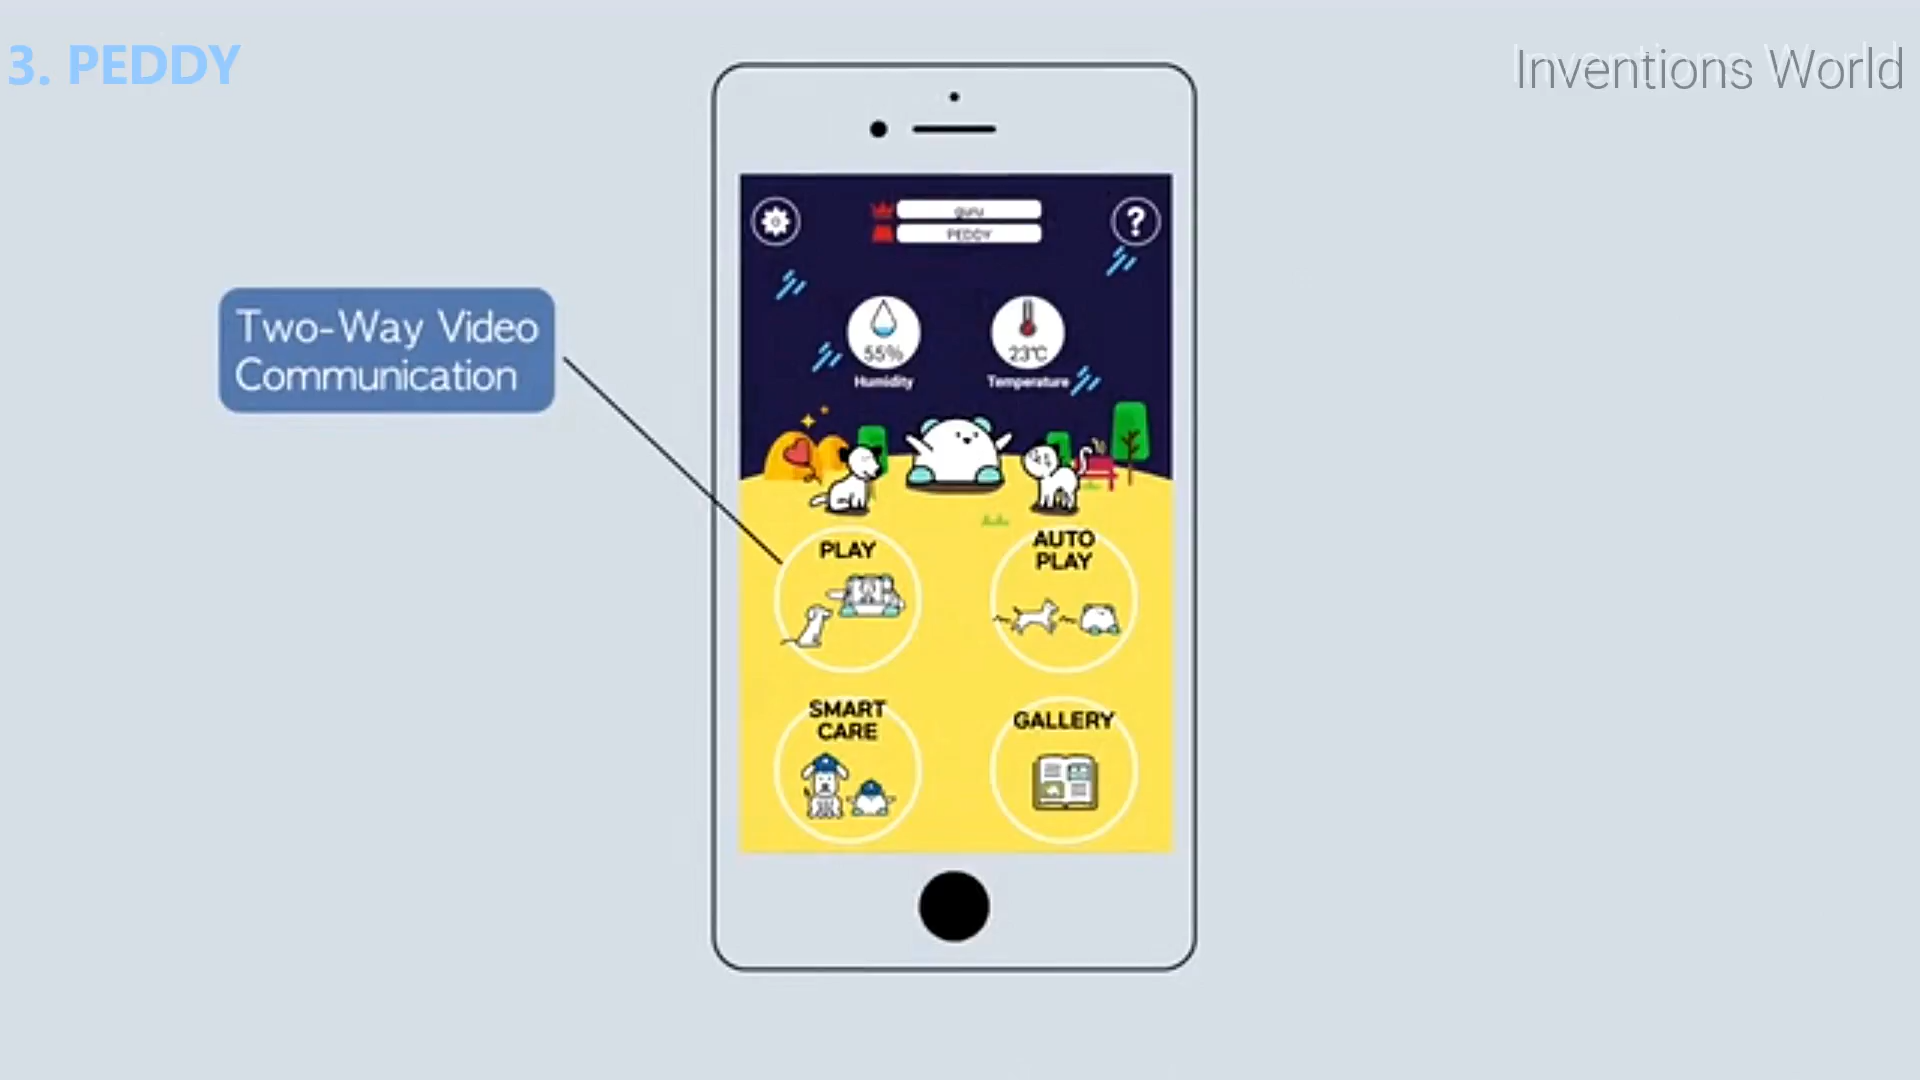 3. PEDDY
Inventions World
guru
PEDDY
?
55%
23℃
Humidity
Temperature
Two-Way Video
Communication
PLAY
AUTO
PLAY
SMART
CARE
GALLERY